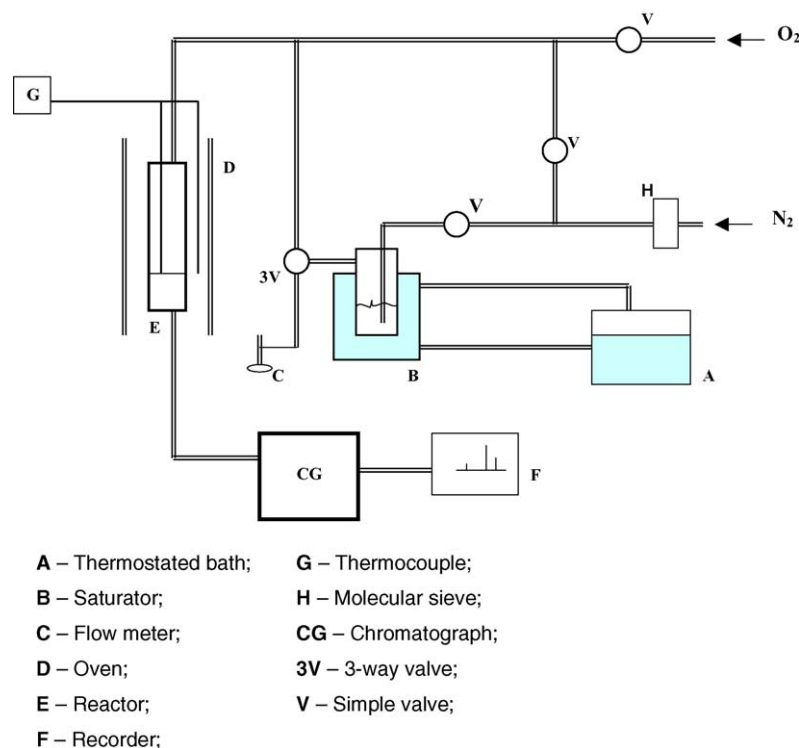 V
O₂
G
V
D
H
V
N₂
3V
E
C
B
A
CG
F
A – Thermostated bath;
B – Saturator;
C – Flow meter;
D – Oven;
E – Reactor;
F – Recorder;
G – Thermocouple;
H – Molecular sieve;
CG – Chromatograph;
3V – 3-way valve;
V – Simple valve;